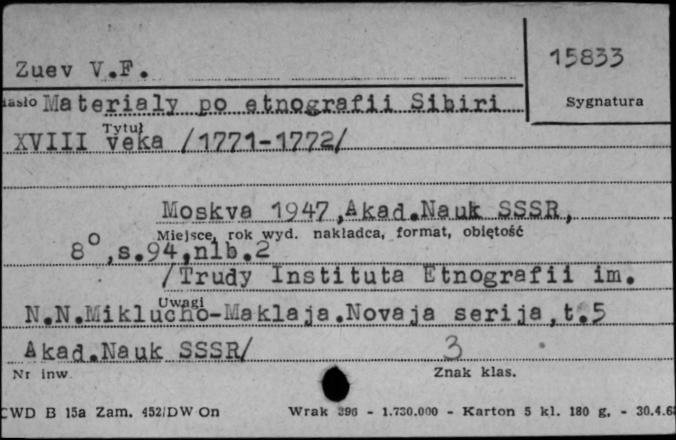 Zuev V.F.
15833
iasło Materialy po etnografii Sibiri
Sygnatura
Tytuł
XVIII veka /1771-1772/
Moskva 1947, Akad.Nauk SSSR,
Miejsce, rok wyd. nakładca, format, obiętość
8°, s.94, nlb.2
/Trudy Instituta Etnografii im.
Uwagi
N.N.Miklucho-Maklaja.Novaja serija, t.5
Akad.Nauk SSSR/ 3
Nr inw. Znak klas.
CWD B 15a Zam. 452/DW On Wrak 396 - 1.730.000 - Karton 5 kl. 180 g. - 30.4.6